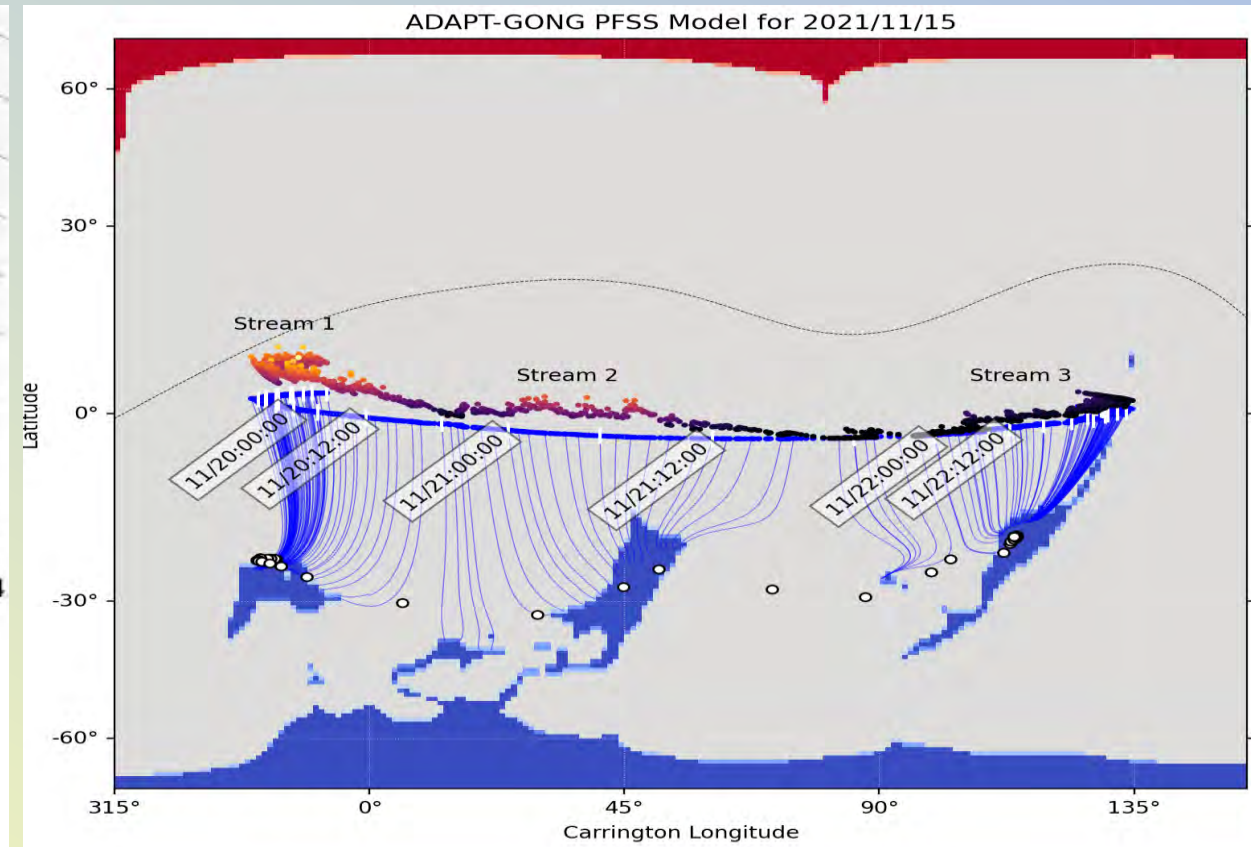 ADAPT-GONG PFSS Model for 2021/11/15
60°
30°
Stream 1
Stream 2
Stream 3
0°
Latitude
11/20:00:00
11/20:12:00
11/21:00:00
11/21:12:00
11/22:00:00
11/22:12:00
4
-30°
-60°
315°
0°
45°
90°
135°
Carrington Longitude